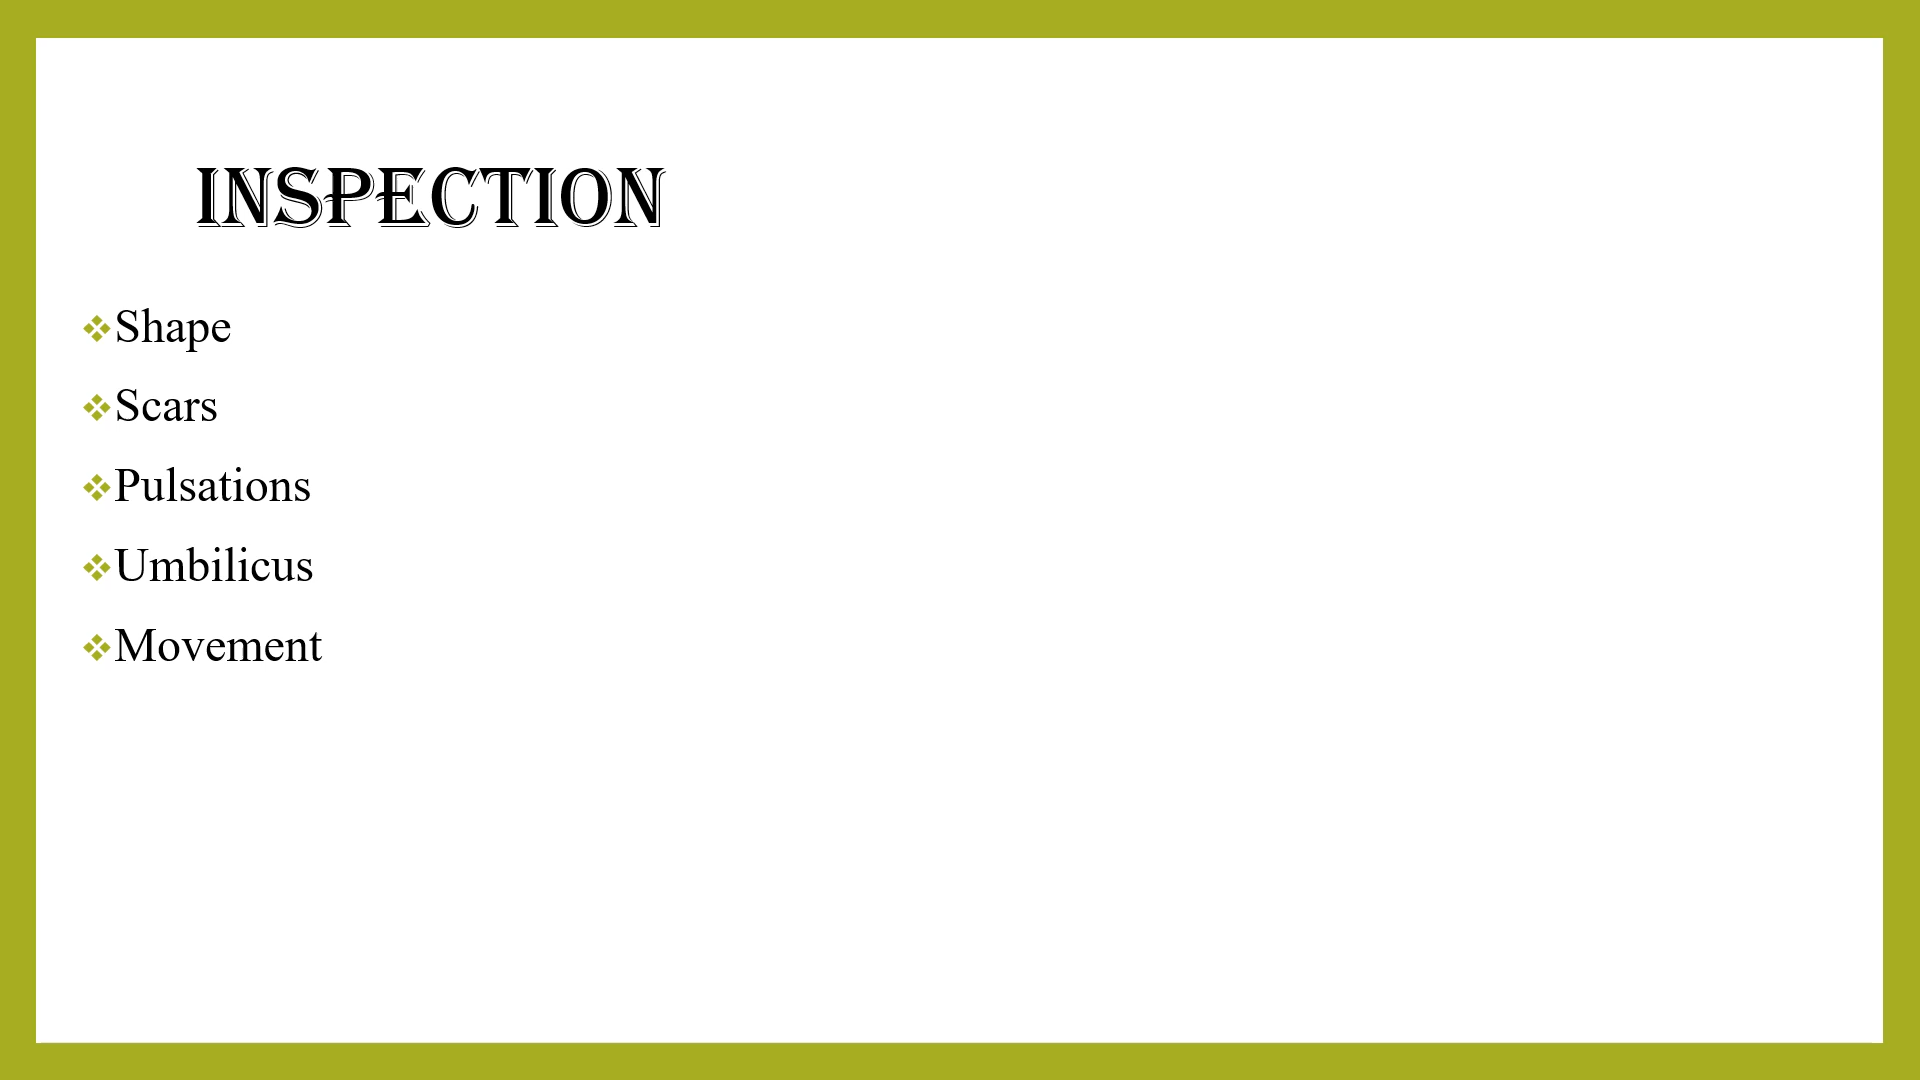 INSPECTION
❖Shape
❖Scars
❖Pulsations
❖Umbilicus
❖Movement